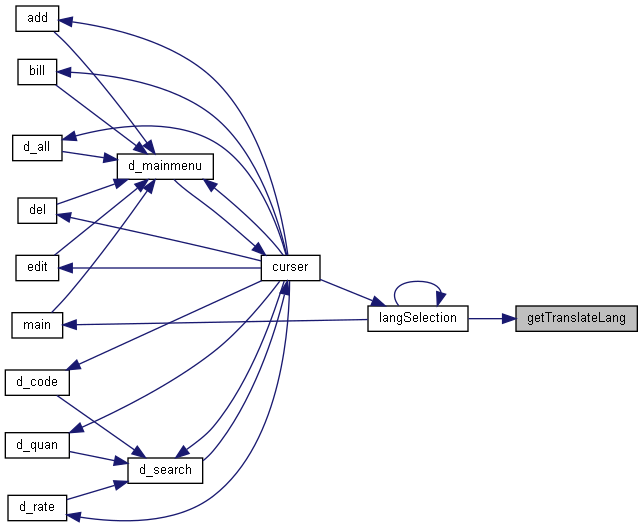 add
bill
d_all
d_mainmenu
del
edit
curser
main
langSelection
getTranslateLang
d_code
d_quan
d_search
d_rate